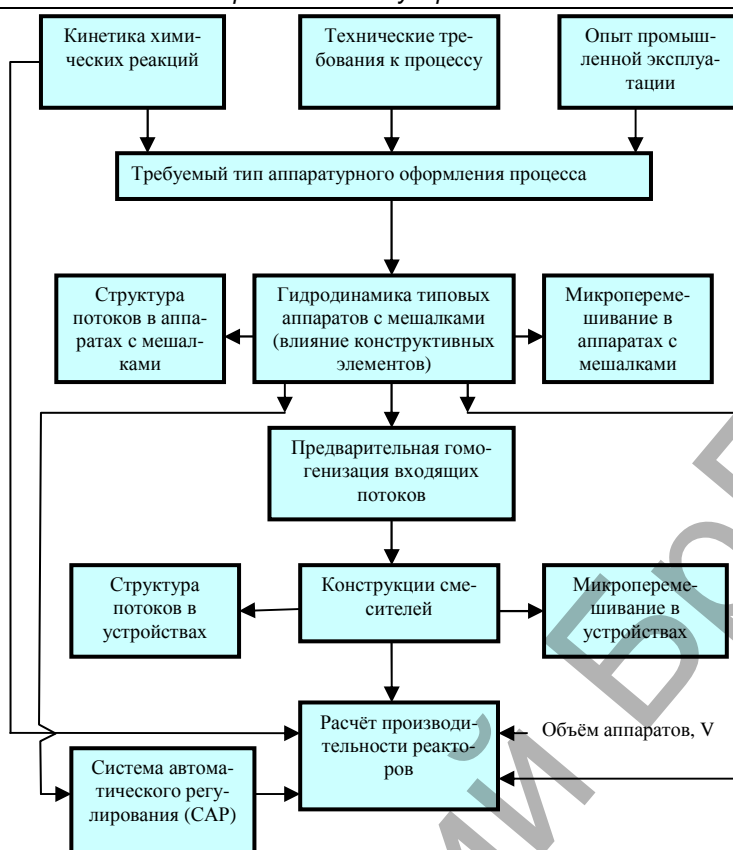 Кинетика хими-
ческих реакций
Технические тре-
бования к процессу
Опыт промыш-
ленной эксплуа-
тации
Требуемый тип аппаратурного оформления процесса
Структура
потоков в аппа-
ратах с мешал-
ками
Гидродинамика типовых
аппаратов с мешалками
(влияние конструктивных
элементов)
Микропереме-
шивание в
аппаратах с
мешалками
Предварительная гомо-
генизация входящих
потоков
Структура
потоков в
устройствах
Конструкции сме-
сителей
Микропереме-
шивание в
устройствах
Расчёт производи-
тельности реакто-
ров
Объём аппаратов, V
Система автома-
тического регу-
лирования (САР)